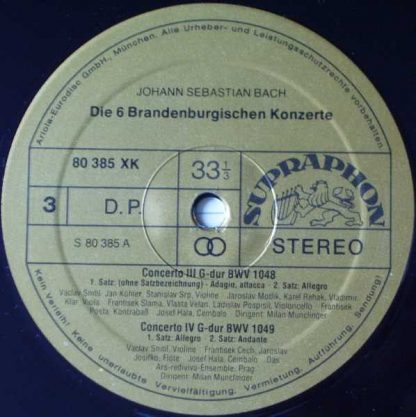 Ariola-Eurodisc GmbH., München. Alle Urheber- und Leistungsschutzrechte vorbehalten.
JOHANN SEBASTIAN BACH
Die 6 Brandenburgischen Konzerte
80 385 XK
33 1/3
3
D.P.
S 80 385 A
SUPRAPHON
STEREO
Concerto III G-dur BWV 1048
1. Satz: (ohne Satzbezeichnung) - Adagio, attacca - 2. Satz: Allegro
Václav Snítil, Jan Köhler, Stanislav Srp, Violine Jaroslav Motlík, Karel Řehák, Vladimír
Klar, Viola František Sláma, Vlasta Velan, Ladislav Pospíšil, Violoncello František
Pošta Kontrabaß Josef Hála, Cembalo Dirigent Milan Munclinger
Concerto IV G-dur BWV 1049
1. Satz: Allegro 2. Satz: Andante
Václav Snítil, Violine František Čech, Jaroslav
Josífko, Flöte Josef Hála, Cembalo Das
Ars-rediviva-Ensemble, Prag
Dirigent: Milan Munclinger
Kein Verleih! Keine unerlaubte Vervielfältigung, Vermietung, Aufführung, Sendung!